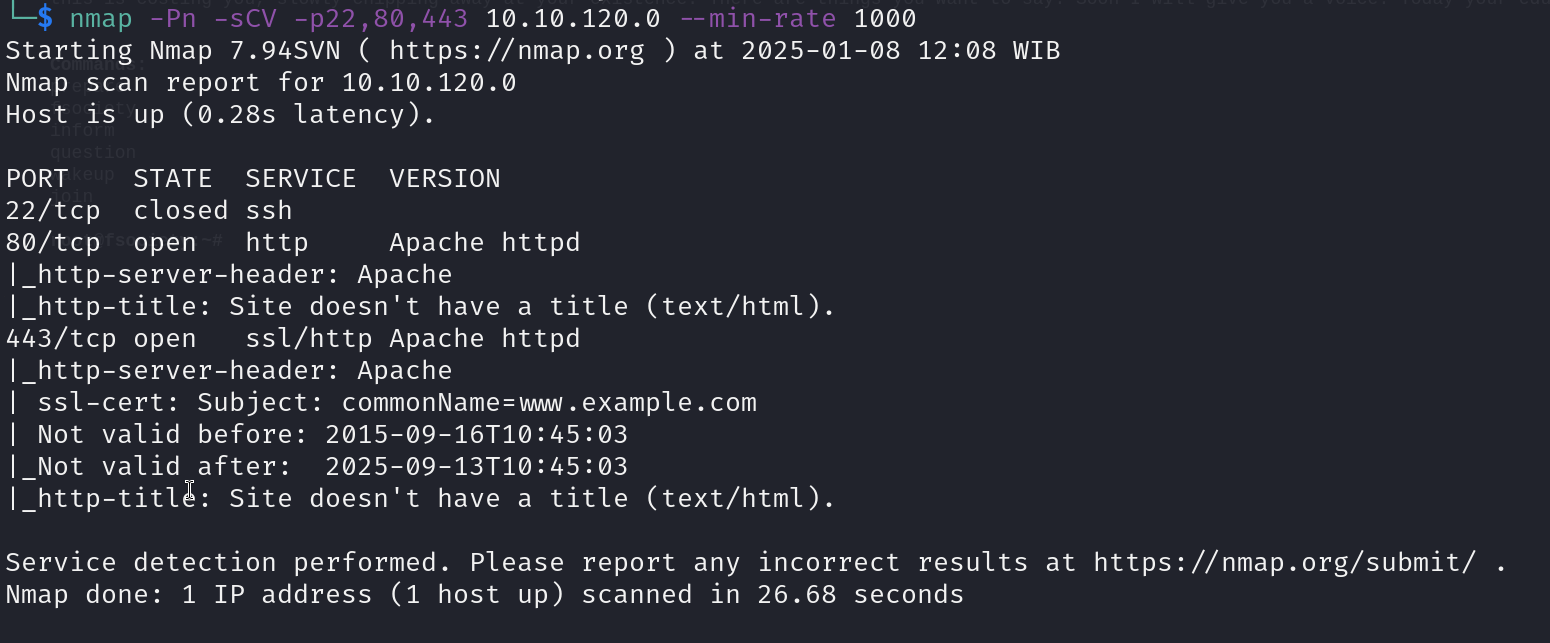 └─$ nmap -Pn -sCV -p22,80,443 10.10.120.0 --min-rate 1000
Starting Nmap 7.94SVN ( https://nmap.org ) at 2025-01-08 12:08 WIB
Nmap scan report for 10.10.120.0
Host is up (0.28s latency).
inform
question
PORT    STATE  SERVICE  VERSION
22/tcp  closed ssh
80/tcp  open   http     Apache httpd
|_http-server-header: Apache
|_http-title: Site doesn't have a title (text/html).
443/tcp open   ssl/http Apache httpd
|_http-server-header: Apache
| ssl-cert: Subject: commonName=www.example.com
| Not valid before: 2015-09-16T10:45:03
|_Not valid after:  2025-09-13T10:45:03
|_http-title: Site doesn't have a title (text/html).
Service detection performed. Please report any incorrect results at https://nmap.org/submit/ .
Nmap done: 1 IP address (1 host up) scanned in 26.68 seconds